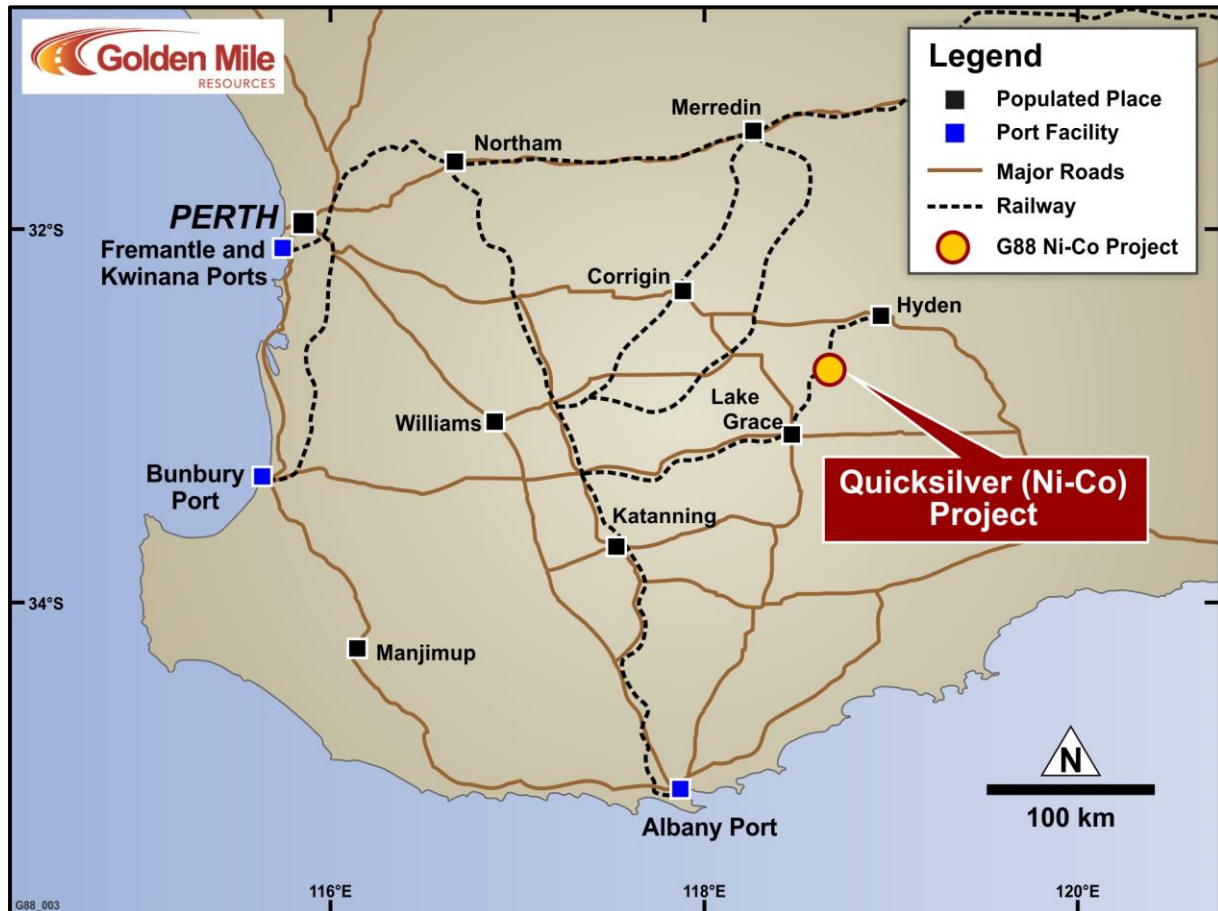 Golden Mile
RESOURCES
Legend
Populated Place
Port Facility
Major Roads
Railway
G88 Ni-Co Project
Merredin
Northam
PERTH
Fremantle and
Kwinana Ports
Corrigin
Hyden
Williams
Lake
Grace
Bunbury
Port
Quicksilver (Ni-Co)
Project
Katanning
Manjimup
Albany Port
N
100 km
32°S
34°S
116°E
118°E
120°E
G88_003